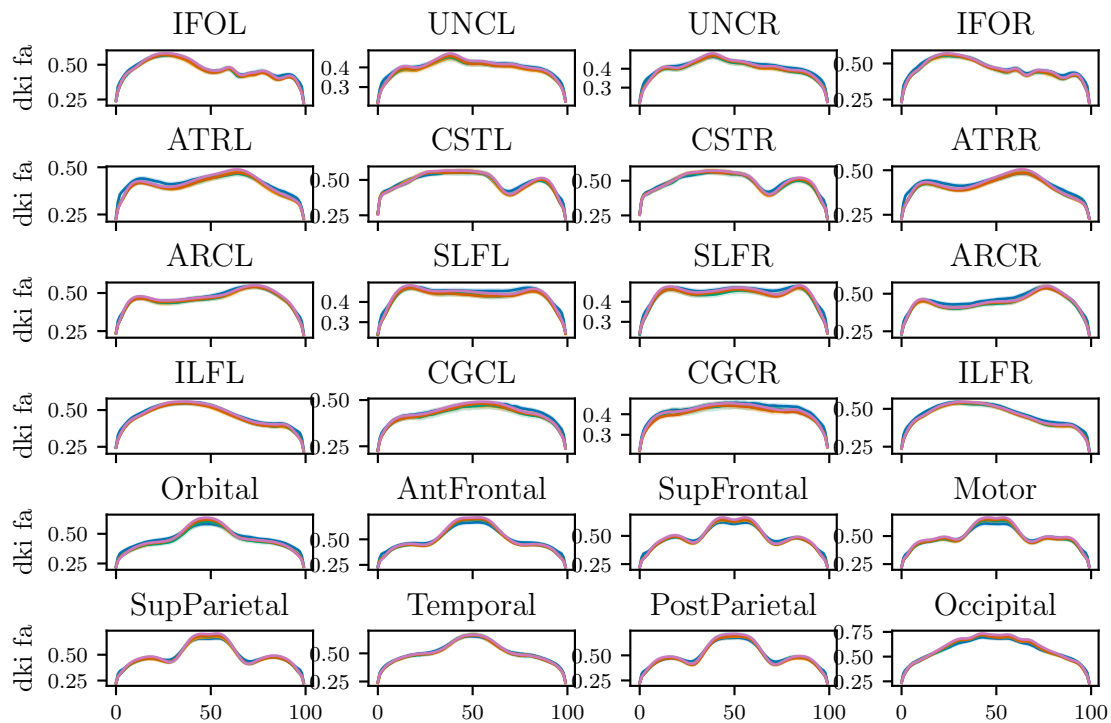 IFOL UNCL UNCR IFOR
dki fa 0.50 0.25 0.4 0.3 0.4 0.3 0.50 0.25
ATRL CSTL CSTR ATRR
dki fa 0.50 0.25 0.50 0.25 0.50 0.25 0.50 0.25
ARCL SLFL SLFR ARCR
dki fa 0.50 0.25 0.4 0.3 0.4 0.3 0.50 0.25
ILFL CGCL CGCR ILFR
dki fa 0.50 0.25 0.50 0.25 0.4 0.3 0.50 0.25
Orbital AntFrontal SupFrontal Motor
dki fa 0.50 0.25 0.50 0.25 0.50 0.25 0.50 0.25
SupParietal Temporal PostParietal Occipital
dki fa 0.50 0.25 0.50 0.25 0.50 0.25 0.75 0.50 0.25
0 50 100 0 50 100 0 50 100 0 50 100